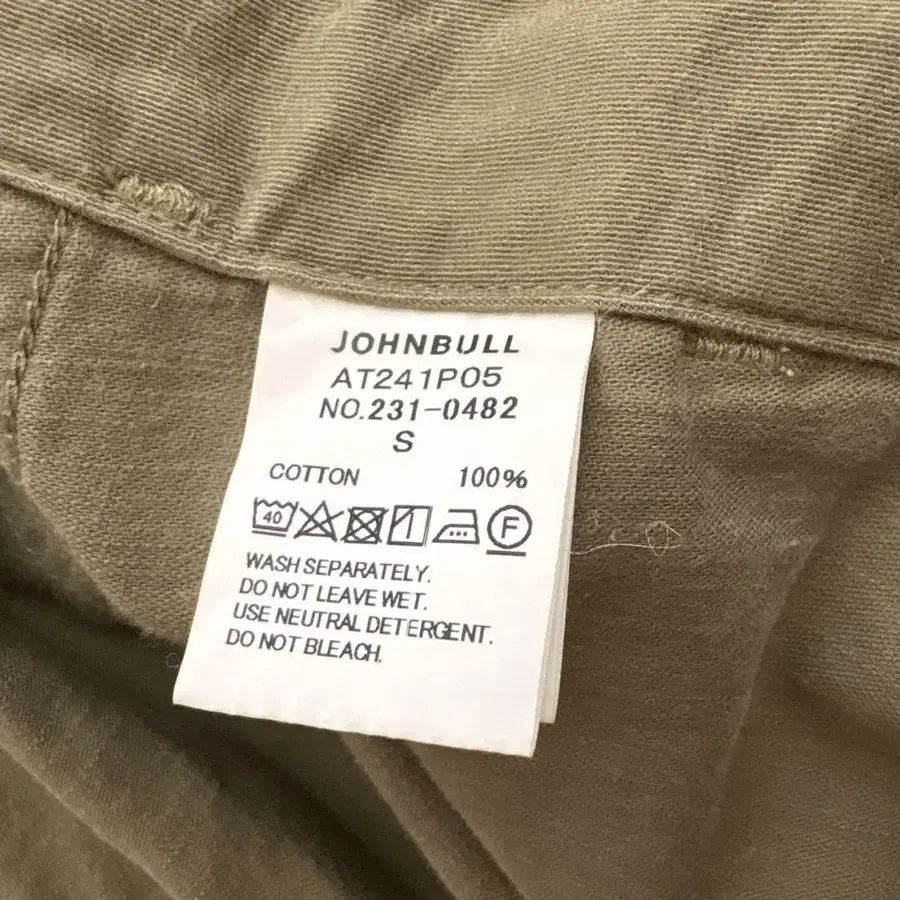 JOHNBULL
AT241P05
NO.231-0482
S
COTTON 100%
40 F
WASH SEPARATELY.
DO NOT LEAVE WET.
USE NEUTRAL DETERGENT.
DO NOT BLEACH.